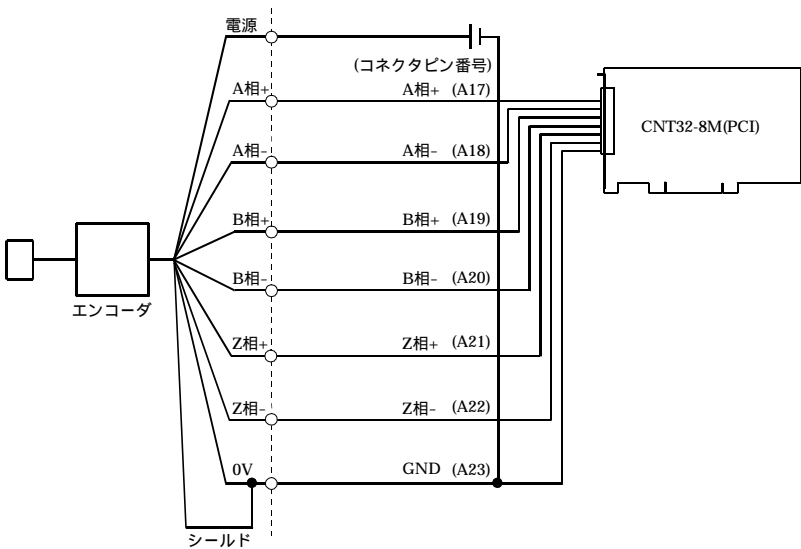 電源
(コネクタピン番号)
A相+ A相+ (A17)
CNT32-8M(PCI)
A相- A相- (A18)
B相+ B相+ (A19)
B相- B相- (A20)
エンコーダ
Z相+ Z相+ (A21)
Z相- Z相- (A22)
0V GND (A23)
シールド